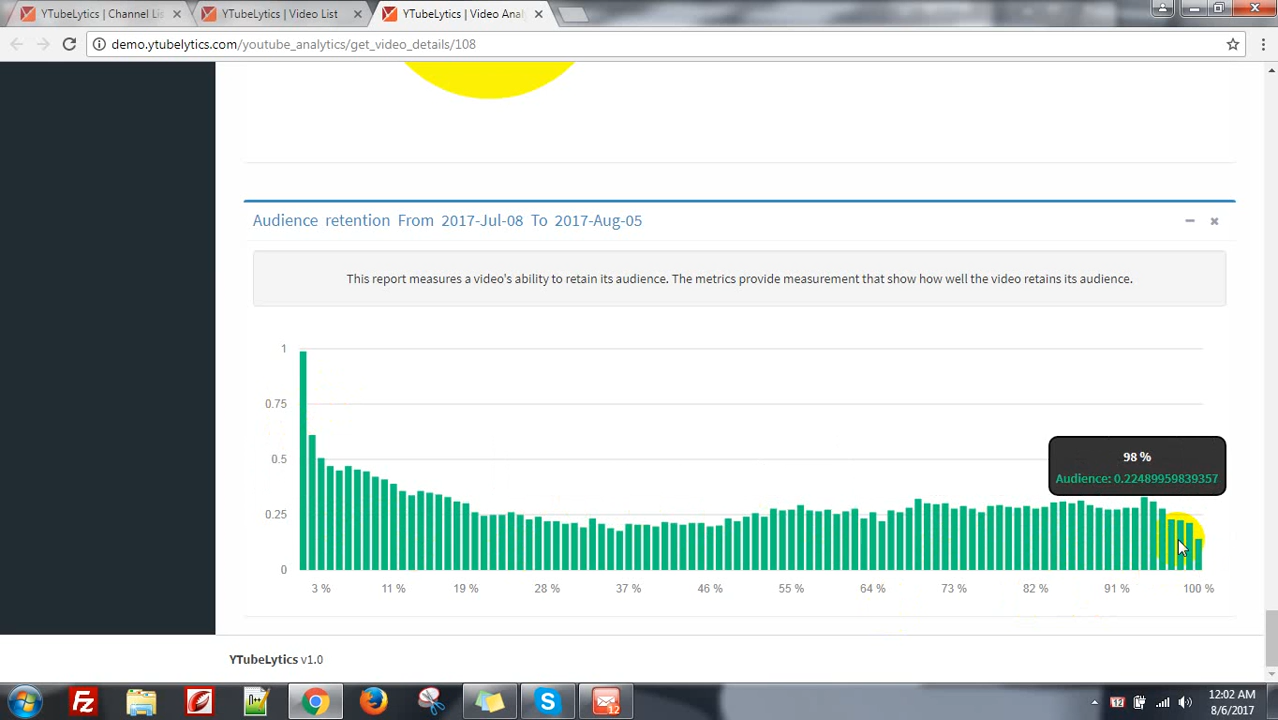 YTubeLytics | Channel Lis
YTubeLytics | Video List
YTubeLytics | Video Anal
demo.ytubelytics.com/youtube_analytics/get_video_details/108
Audience retention From 2017-Jul-08 To 2017-Aug-05
This report measures a video's ability to retain its audience. The metrics provide measurement that show how well the video retains its audience.
1
0.75
0.5
0.25
0
98 %
Audience: 0.22489959839357
3 % 11 % 19 % 28 % 37 % 46 % 55 % 64 % 73 % 82 % 91 % 100 %
YTubeLytics v1.0
12:02 AM
8/6/2017
12
12